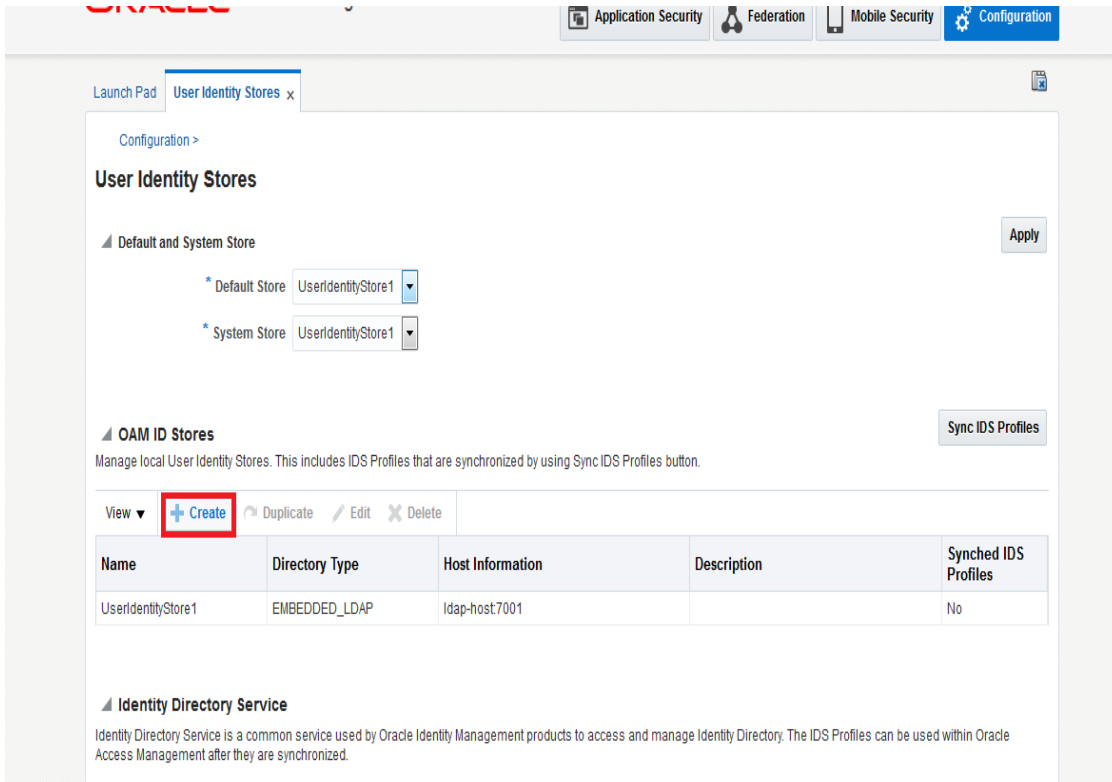 ORACLE
Application Security
Federation
Mobile Security
Configuration
Launch Pad
User Identity Stores x
Configuration >
User Identity Stores
Default and System Store
Apply
* Default Store UserIdentityStore1
* System Store UserIdentityStore1
OAM ID Stores
Sync IDS Profiles
Manage local User Identity Stores. This includes IDS Profiles that are synchronized by using Sync IDS Profiles button.
View Create Duplicate Edit Delete
Name Directory Type Host Information Description Synched IDS Profiles
UserIdentityStore1 EMBEDDED_LDAP ldap-host:7001 No
Identity Directory Service
Identity Directory Service is a common service used by Oracle Identity Management products to access and manage Identity Directory. The IDS Profiles can be used within Oracle
Access Management after they are synchronized.